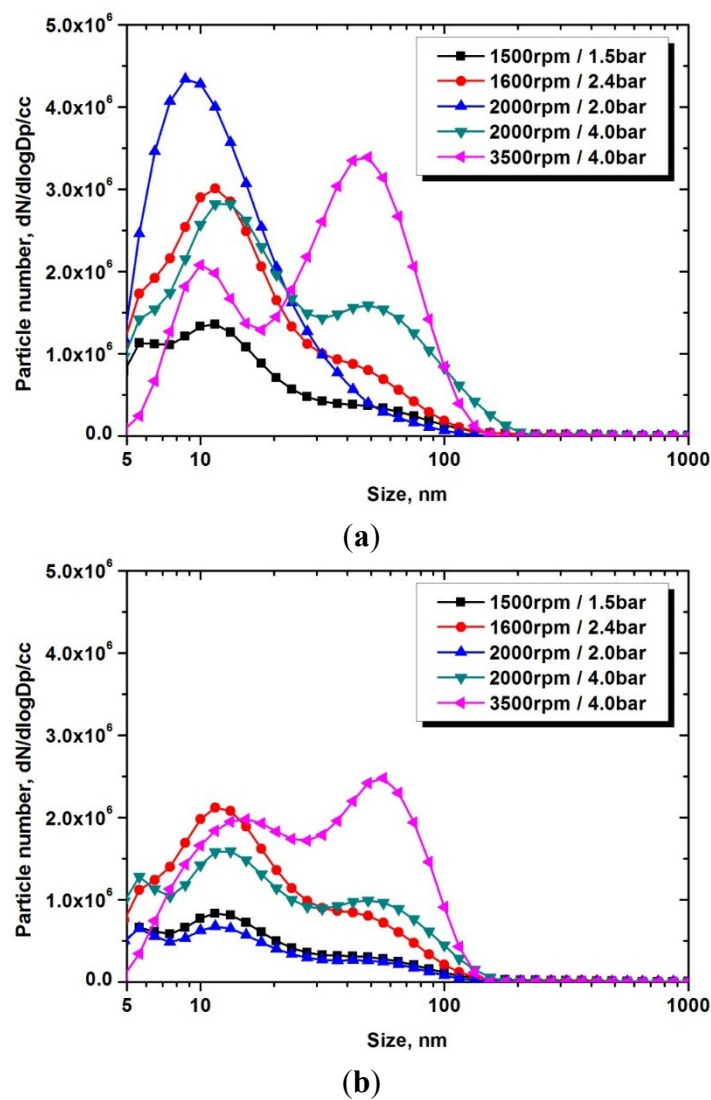 5.0x10⁶
4.0x10⁶
3.0x10⁶
2.0x10⁶
1.0x10⁶
0.0
Particle number, dN/dlogDp/cc
1500rpm / 1.5bar
1600rpm / 2.4bar
2000rpm / 2.0bar
2000rpm / 4.0bar
3500rpm / 4.0bar
5 10 100 1000
Size, nm
(a)
5.0x10⁶
4.0x10⁶
3.0x10⁶
2.0x10⁶
1.0x10⁶
0.0
Particle number, dN/dlogDp/cc
1500rpm / 1.5bar
1600rpm / 2.4bar
2000rpm / 2.0bar
2000rpm / 4.0bar
3500rpm / 4.0bar
5 10 100 1000
Size, nm
(b)